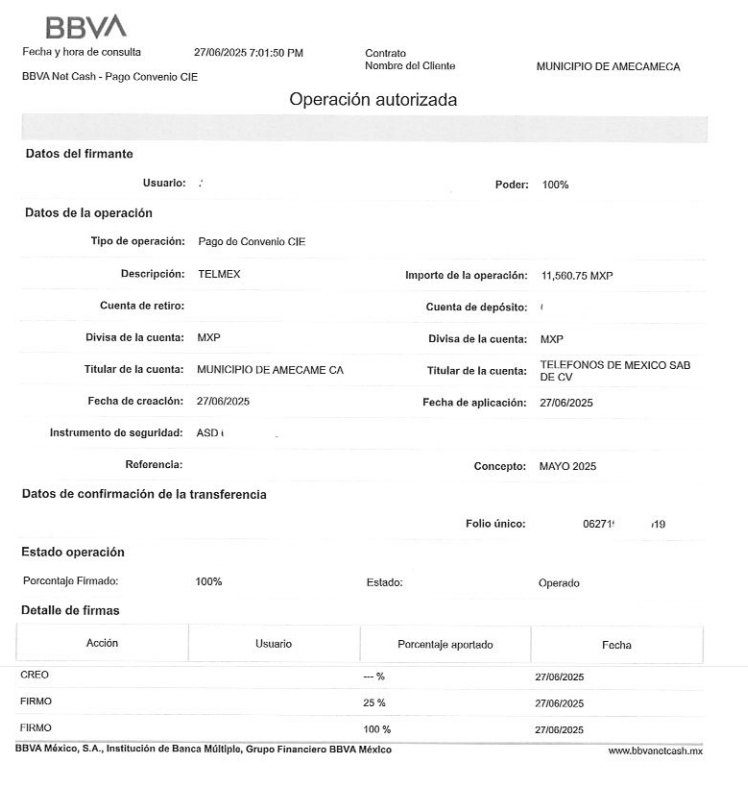 BBVA
Fecha y hora de consulta 27/06/2025 7:01:50 PM Contrato
Nombre del Cliente MUNICIPIO DE AMECAMECA
BBVA Net Cash - Pago Convenio CIE
Operación autorizada
Datos del firmante
Usuario: Poder: 100%
Datos de la operación
Tipo de operación: Pago de Convenio CIE
Descripción: TELMEX Importe de la operación: 11,560.75 MXP
Cuenta de retiro: Cuenta de depósito:
Divisa de la cuenta: MXP Divisa de la cuenta: MXP
Titular de la cuenta: MUNICIPIO DE AMECAME CA Titular de la cuenta: TELEFONOS DE MEXICO SAB
DE CV
Fecha de creación: 27/06/2025 Fecha de aplicación: 27/06/2025
Instrumento de seguridad: ASD
Referencia: Concepto: MAYO 2025
Datos de confirmación de la transferencia
Folio único: 06271 19
Estado operación
Porcentaje Firmado: 100% Estado: Operado
Detalle de firmas
Acción Usuario Porcentaje aportado Fecha
CREO --- % 27/06/2025
FIRMO 25 % 27/06/2025
FIRMO 100 % 27/06/2025
BBVA México, S.A., Institución de Banca Múltiple, Grupo Financiero BBVA México www.bbvanetcash.mx